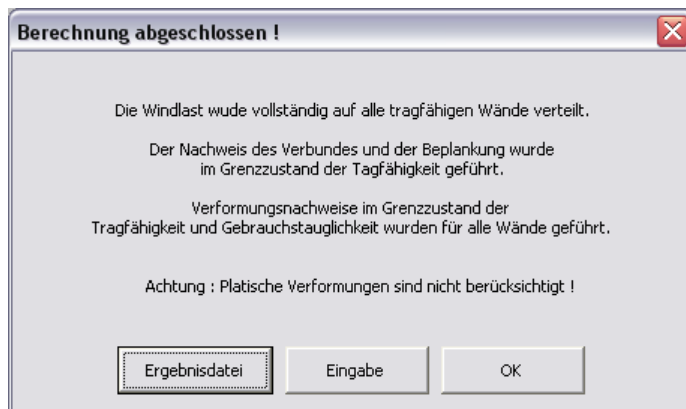 Berechnung abgeschlossen !
Die Windlast wude vollständig auf alle tragfähigen Wände verteilt.
Der Nachweis des Verbundes und der Beplankung wurde
im Grenzzustand der Tagfähigkeit geführt.
Verformungsnachweise im Grenzzustand der
Tragfähigkeit und Gebrauchstauglichkeit wurden für alle Wände geführt.
Achtung : Platische Verformungen sind nicht berücksichtigt !
Ergebnisdatei
Eingabe
OK